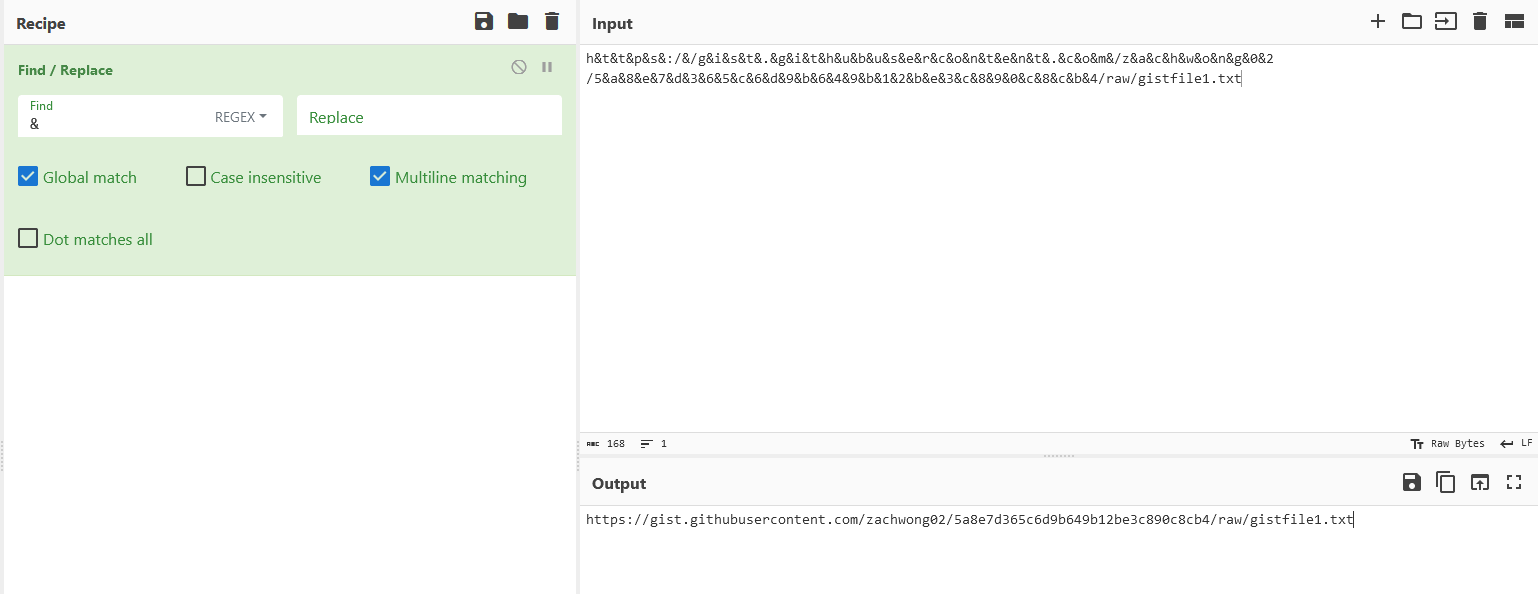 Recipe
Find / Replace
Find
&
REGEX
Replace
Global match
Case insensitive
Multiline matching
Dot matches all
Input
h&t&t&p&s&:/&/g&i&s&t&.&g&i&t&h&u&b&u&s&e&r&c&o&n&t&e&n&t&.&c&o&m&/z&a&c&h&w&o&n&g&0&2
/5&a&8&e&7&d&3&6&5&c&6&d&9&b&6&4&9&b&1&2&b&e&3&c&8&9&0&c&8&c&b&4/raw/gistfile1.txt
ABC 168 1
Raw Bytes LF
Output
https://gist.githubusercontent.com/zachwong02/5a8e7d365c6d9b649b12be3c890c8cb4/raw/gistfile1.txt